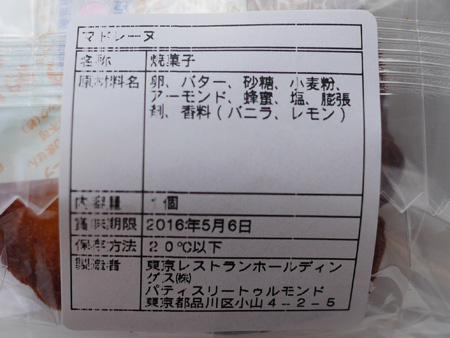 マドレーヌ
名称 焼菓子
原材料名 卵、バター、砂糖、小麦粉、
アーモンド、蜂蜜、塩、膨張
剤、香料(バニラ、レモン)
内容量 1個
賞味期限 2016年5月6日
保存方法 20℃以下
製造者 東京レストランホールディン
グス㈱
パティスリートゥルモンド
東京都品川区小山4-2-5